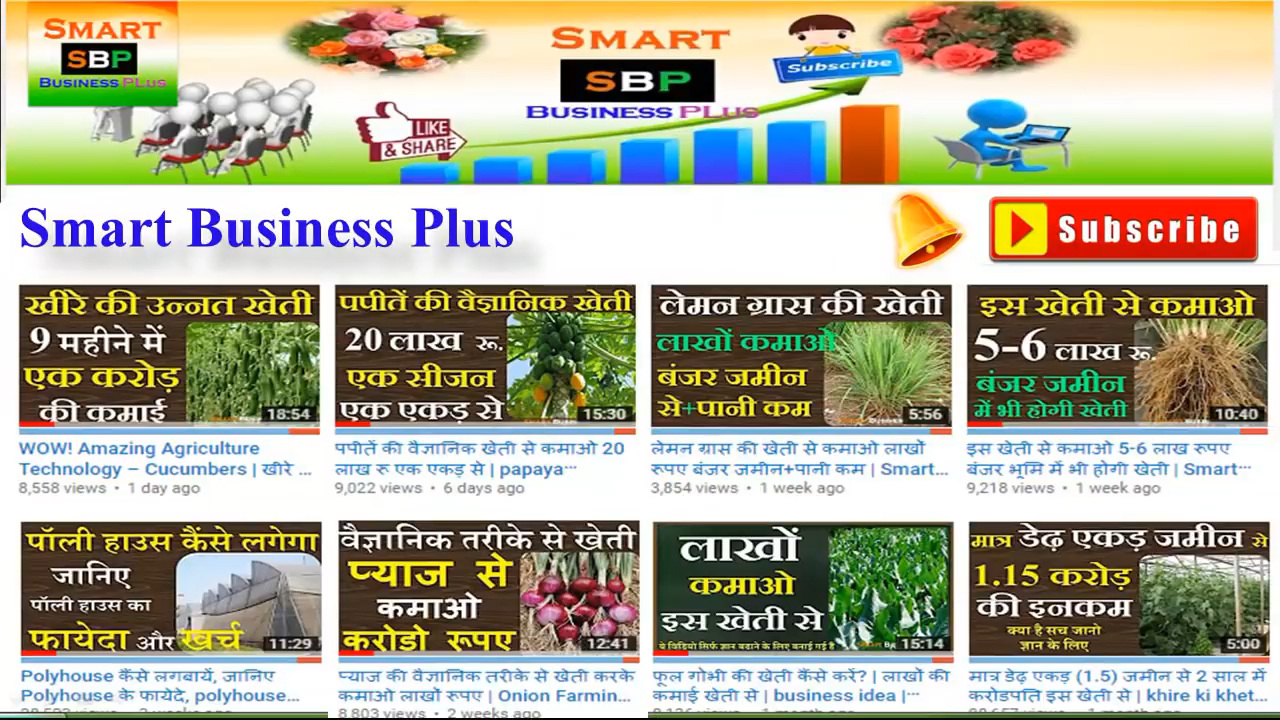 SMART
SBP
BUSINESS PLUS
SMART
SBP
BUSINESS PLUS
Subscribe
LIKE
& SHARE
Smart Business Plus
Subscribe
खीरे की उन्नत खेती
9 महीने में
एक करोड़
की कमाई
18:54
पपीतें की वैज्ञानिक खेती
20 लाख रू.
एक सीजन
एक एकड़ से
15:30
लेमन ग्रास की खेती
लाखों कमाओ
बंजर जमीन
से+पानी कम
5:56
इस खेती से कमाओ
5-6 लाख रू.
बंजर जमीन
में भी होगी खेती
10:40
WOW! Amazing Agriculture
Technology – Cucumbers | खीरे ...
8,558 views • 1 day ago
पपीतें की वैज्ञानिक खेती से कमाओ 20
लाख रू एक एकड़ से | papaya...
9,022 views • 6 days ago
लेमन ग्रास की खेती से कमाओ लाखों
रूपए बंजर जमीन+पानी कम | Smart...
3,854 views • 1 week ago
इस खेती से कमाओ 5-6 लाख रूपए
बंजर भूमि में भी होगी खेती | Smart...
9,218 views • 1 week ago
पॉली हाउस कैंसे लगेगा
जानिए
पॉली हाउस का
फायेदा और खर्च
11:29
वैज्ञानिक तरीके से खेती
प्याज से
कमाओ
करोडो रूपए
12:41
लाखों
कमाओ
इस खेती से
ये विडियो सिर्फ ज्ञान बढाने के लिए बनाई गई है
15:14
मात्र डेढ़ एकड़ जमीन से
1.15 करोड़
की इनकम
क्या है सच जानो
ज्ञान के लिए
5:00
Polyhouse कैंसे लगबायें, जानिए
Polyhouse के फायेदे, polyhouse...
प्याज की वैज्ञानिक तरीके से खेती करके
कमाओ लाखों रूपए | Onion Farmin...
8,803 views • 2 weeks ago
फूल गोभी की खेती कैंसे करें? | लाखों की
कमाई खेती से | business idea |...
मात्र डेढ़ एकड़ (1.5) जमीन से 2 साल में
करोडपति इस खेती से | khire ki khet...